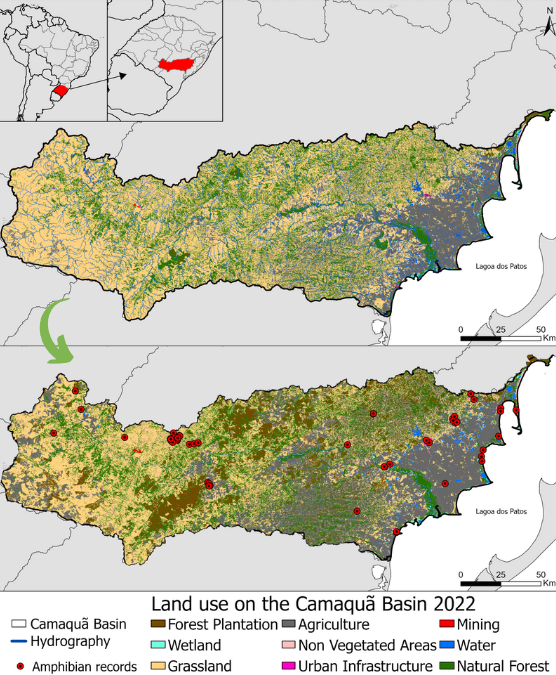 N
Lagoa dos Patos
0 25 50
Km
Lagoa dos Patos
0 25 50
Km
Land use on the Camaquã Basin 2022
Camaquã Basin
Forest Plantation
Agriculture
Mining
Hydrography
Wetland
Non Vegetated Areas
Water
Amphibian records
Grassland
Urban Infrastructure
Natural Forest